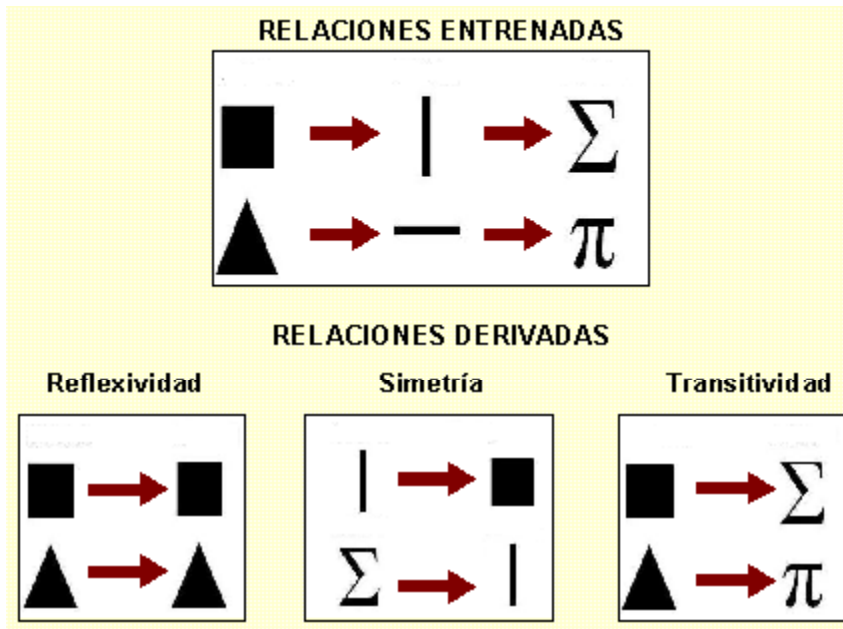 RELACIONES ENTRENADAS
Σ
π
RELACIONES DERIVADAS
Reflexividad Simetría Transitividad
Σ
Σ
π